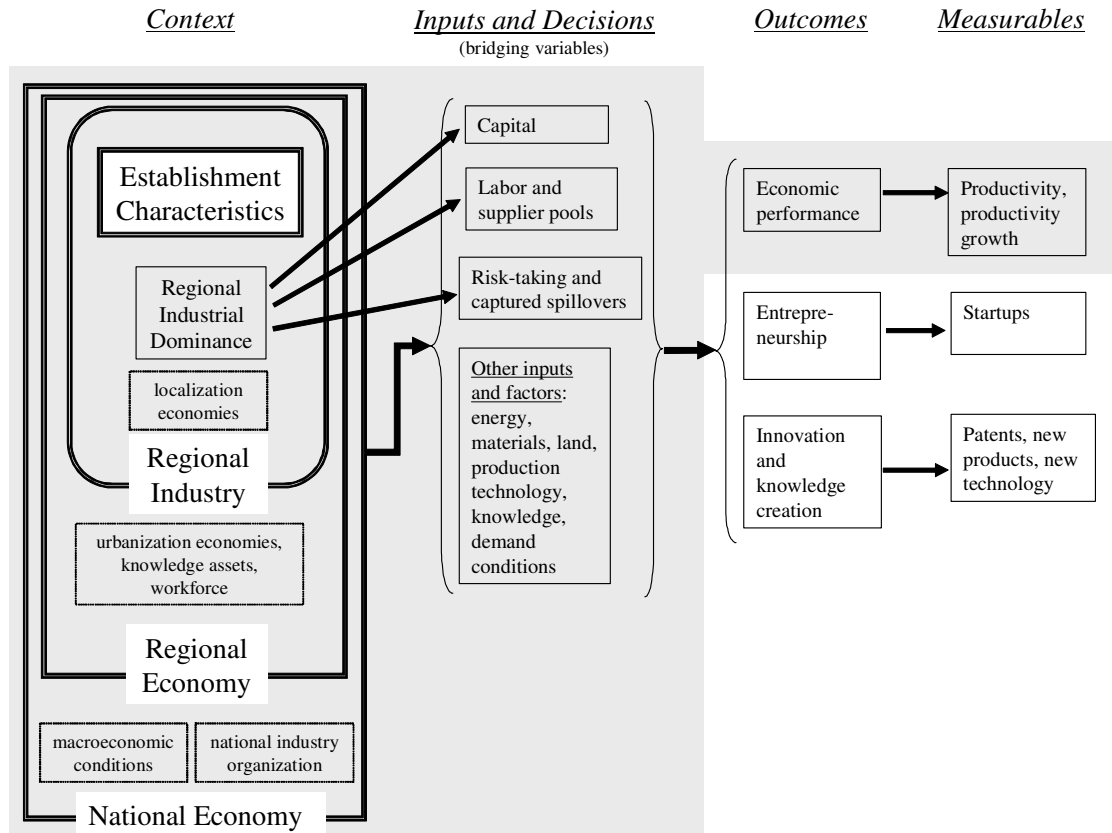 Context
Inputs and Decisions
(bridging variables)
Outcomes
Measurables
Establishment
Characteristics
Regional
Industrial
Dominance
localization
economies
Regional
Industry
urbanization economies,
knowledge assets,
workforce
Regional
Economy
macroeconomic
conditions
national industry
organization
National Economy
Capital
Labor and
supplier pools
Risk-taking and
captured spillovers
Other inputs
and factors:
energy,
materials, land,
production
technology,
knowledge,
demand
conditions
Economic
performance
Productivity,
productivity
growth
Entrepre-
neurship
Startups
Innovation
and
knowledge
creation
Patents, new
products, new
technology